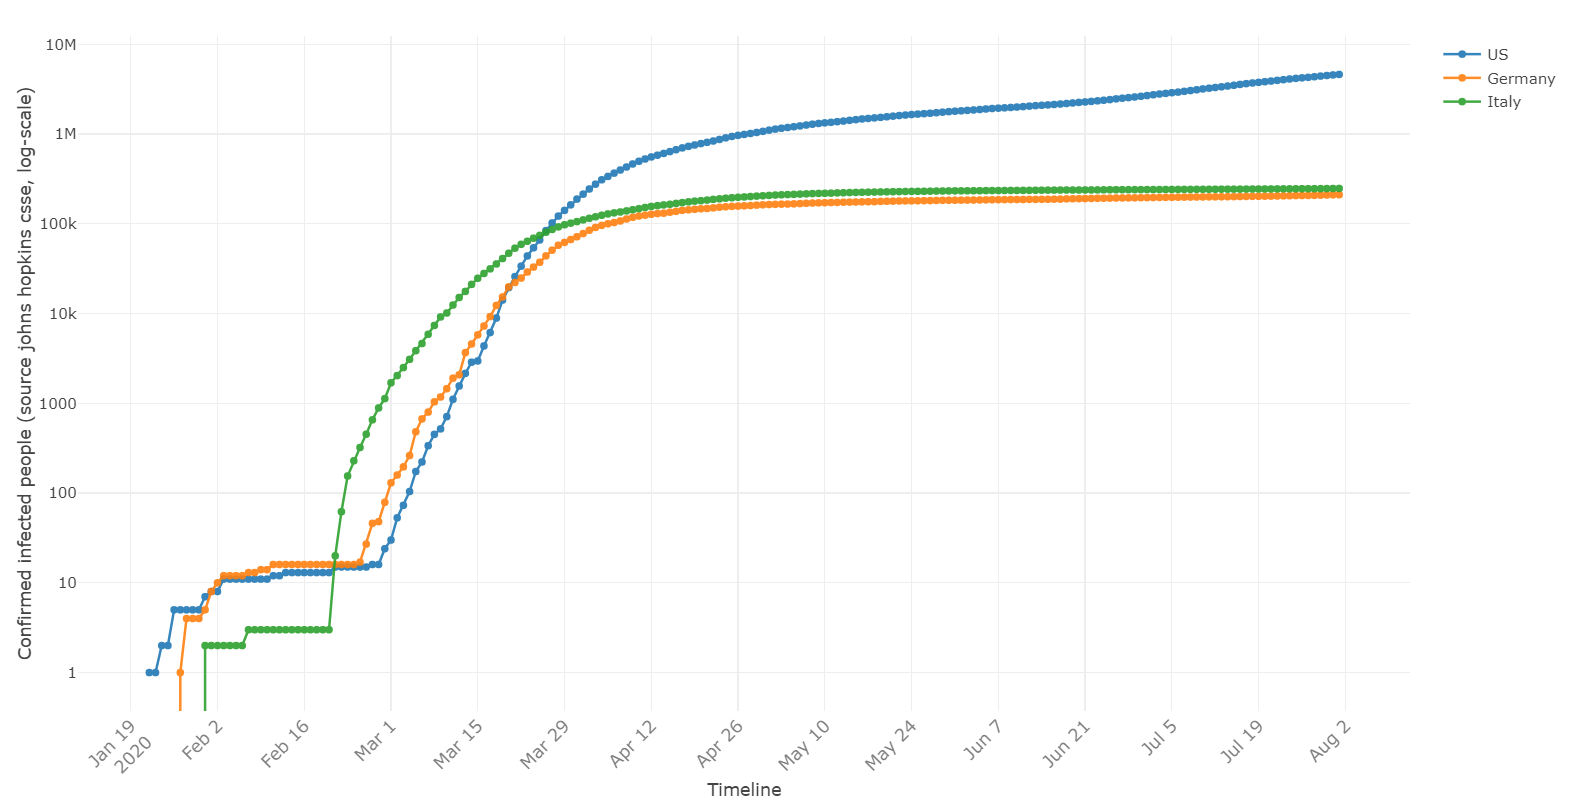 Confirmed infected people (source johns hopkins csse, log-scale)
10M
1M
100k
10k
1000
100
10
1
Jan 19
2020
Feb 2
Feb 16
Mar 1
Mar 15
Mar 29
Apr 12
Apr 26
May 10
May 24
Jun 7
Jun 21
Jul 5
Jul 19
Aug 2
Timeline
US
Germany
Italy